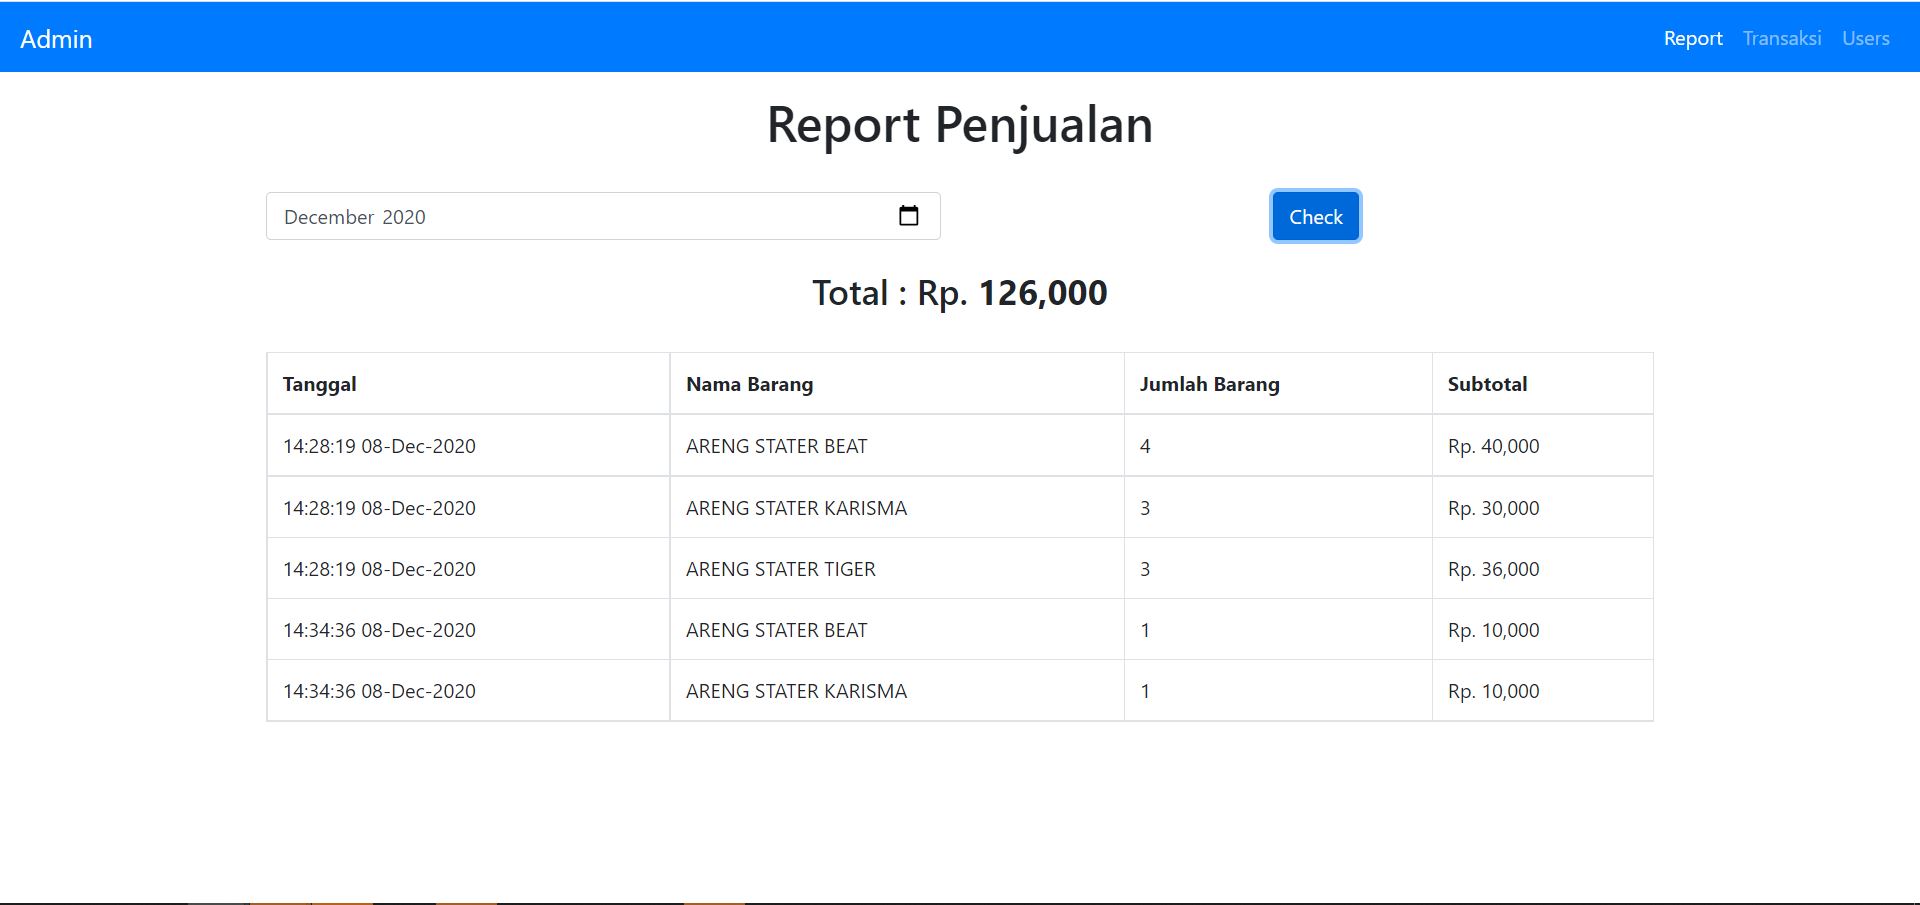 Admin Report Transaksi Users
Report Penjualan
December 2020 Check
Total : Rp. 126,000
Tanggal Nama Barang Jumlah Barang Subtotal
14:28:19 08-Dec-2020 ARENG STATER BEAT 4 Rp. 40,000
14:28:19 08-Dec-2020 ARENG STATER KARISMA 3 Rp. 30,000
14:28:19 08-Dec-2020 ARENG STATER TIGER 3 Rp. 36,000
14:34:36 08-Dec-2020 ARENG STATER BEAT 1 Rp. 10,000
14:34:36 08-Dec-2020 ARENG STATER KARISMA 1 Rp. 10,000